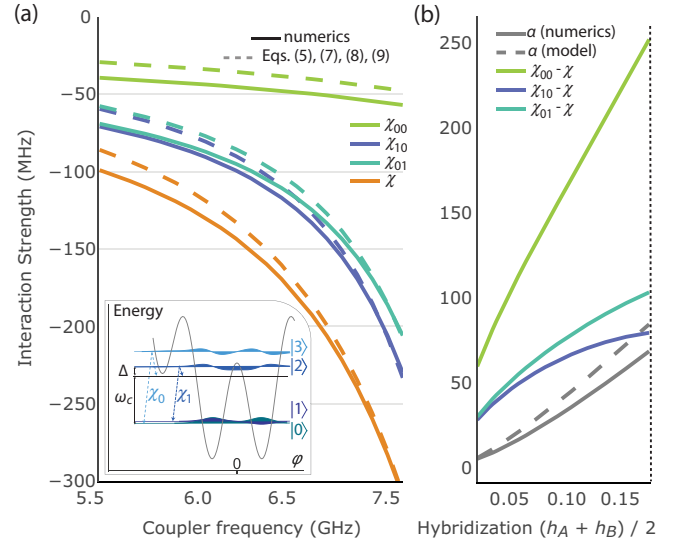 (a)
0
−50
−100
−150
−200
−250
−300
Interaction Strength (MHz)
numerics
Eqs. (5), (7), (8), (9)
χ₀₀
χ₁₀
χ₀₁
χ
Energy
|3⟩
|2⟩
Δ
ω_c
χ₀
χ₁
|1⟩
|0⟩
0
φ
5.5
6.0
6.5
7.5
Coupler frequency (GHz)
(b)
250
200
150
100
50
0
α (numerics)
α (model)
χ₀₀ - χ
χ₁₀ - χ
χ₀₁ - χ
0.05
0.10
0.15
Hybridization (h_A + h_B) / 2